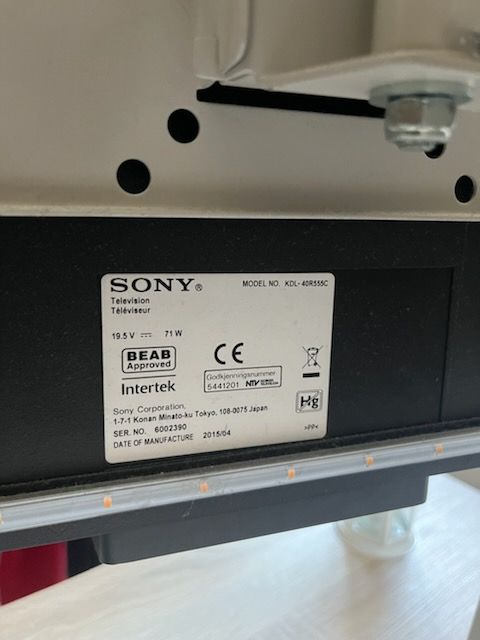 SONY®
MODEL NO. KDL-40R555C
Television
Téléviseur
19.5 V 71 W
BEAB
Approved
Intertek
CE
Godkjenningsnummer
5441201 NTV
Hg
Sony Corporation,
1-7-1 Konan Minato-ku Tokyo, 108-0075 Japan
SER. NO. 6002390
DATE OF MANUFACTURE 2015/04
>PP<